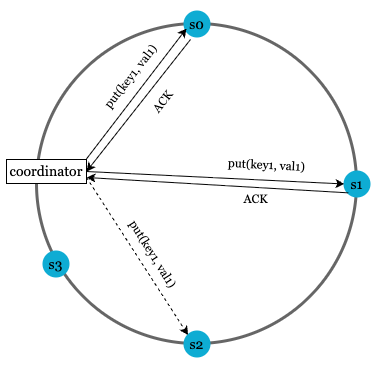 s0
put(key1, val1)
ACK
coordinator
put(key1, val1)
s1
ACK
put(key1, val1)
s3
s2